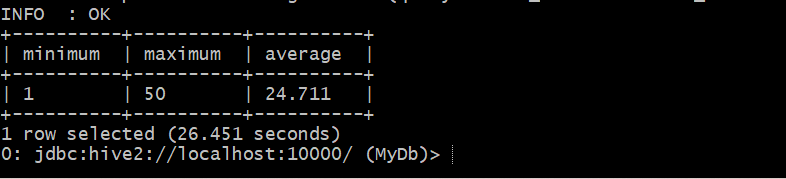 INFO  : OK
+----------+----------+----------+
| minimum  | maximum  | average  |
+----------+----------+----------+
| 1        | 50       | 24.711   |
+----------+----------+----------+
1 row selected (26.451 seconds)
0: jdbc:hive2://localhost:10000/ (MyDb)>